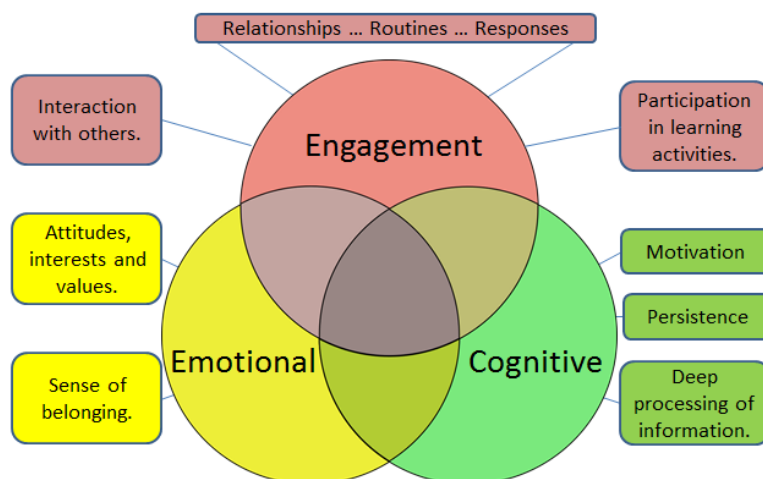 Relationships … Routines … Responses
Interaction
with others.
Participation
in learning
activities.
Engagement
Attitudes,
interests and
values.
Motivation
Persistence
Emotional
Cognitive
Sense of
belonging.
Deep
processing of
information.